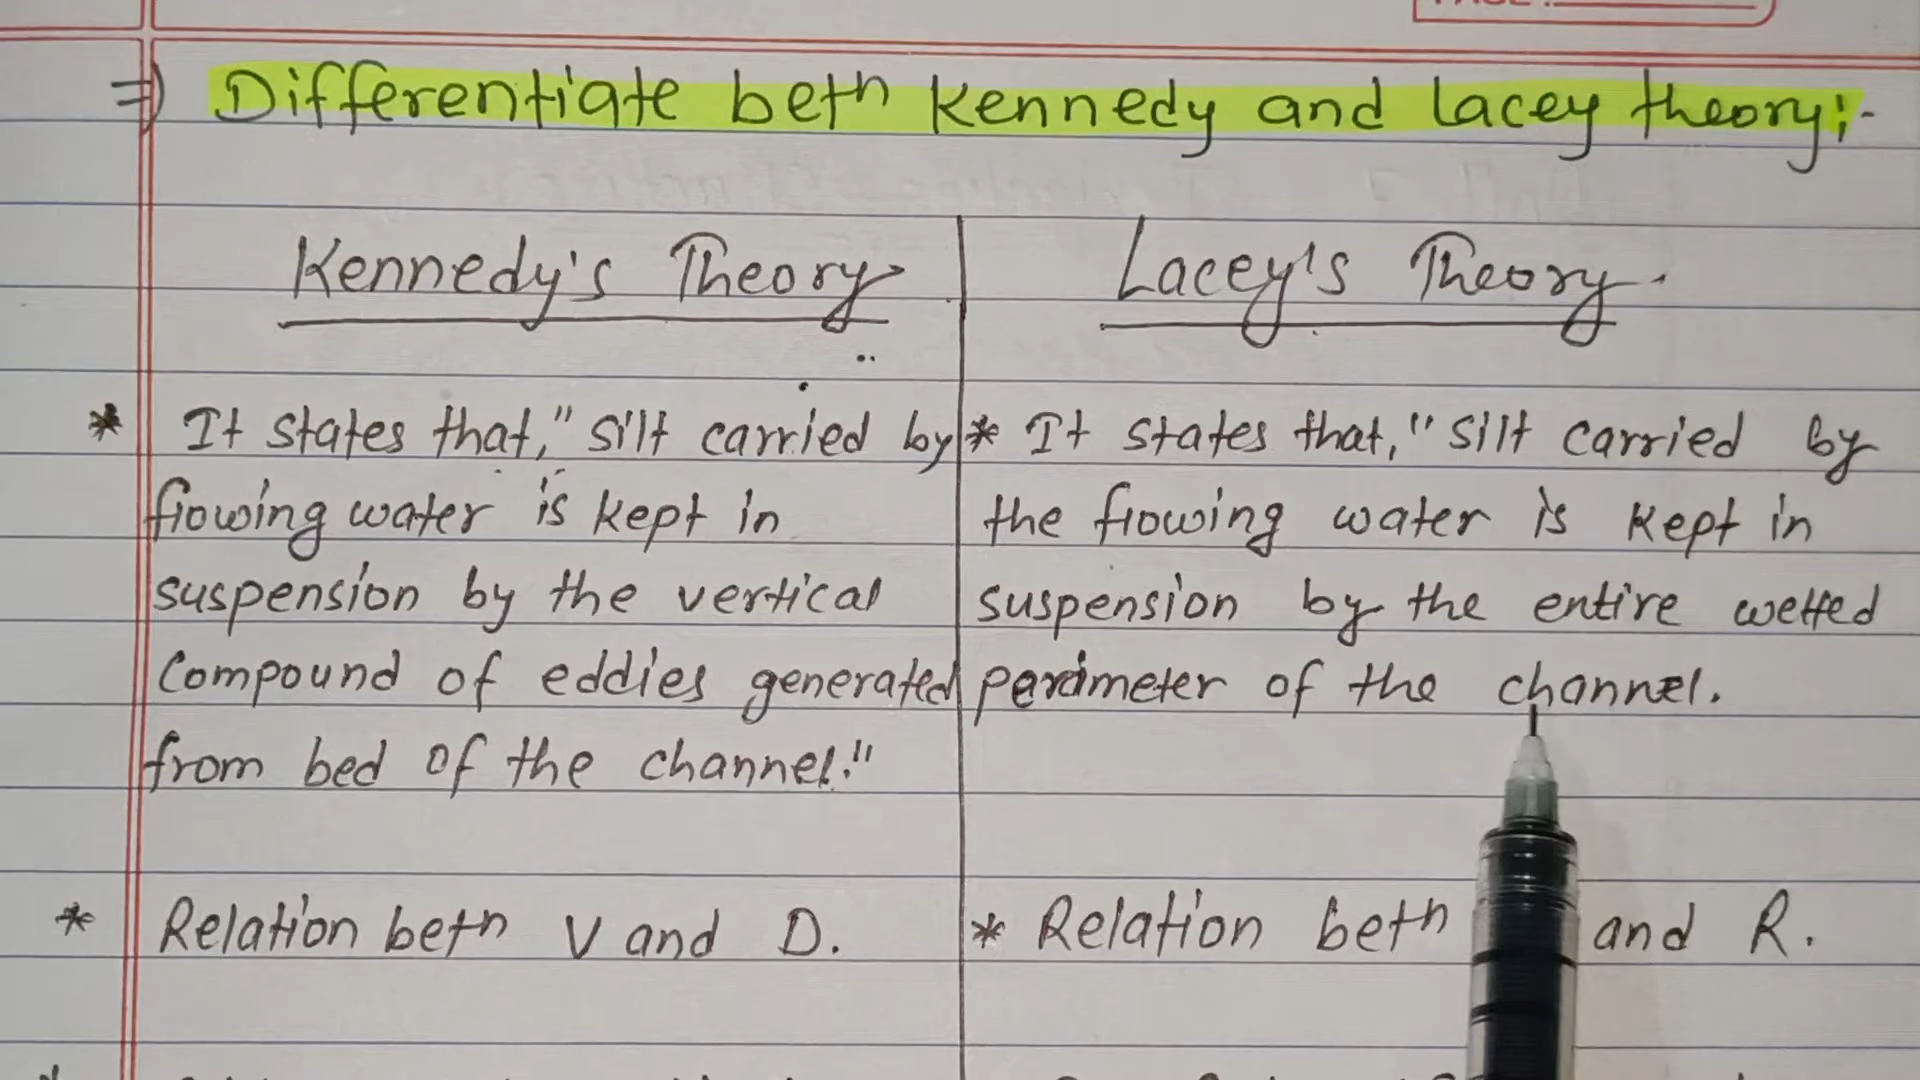 => Differentiate betn Kennedy and Lacey theory:-
Kennedy's Theory
* It states that," silt carried by
flowing water is kept in
suspension by the vertical
compound of eddies generated
from bed of the channel."
* Relation betn V and D.
Lacey's Theory.
* It states that," silt carried by
the flowing water is kept in
suspension by the entire wetted
perimeter of the channel.
* Relation betn and R.